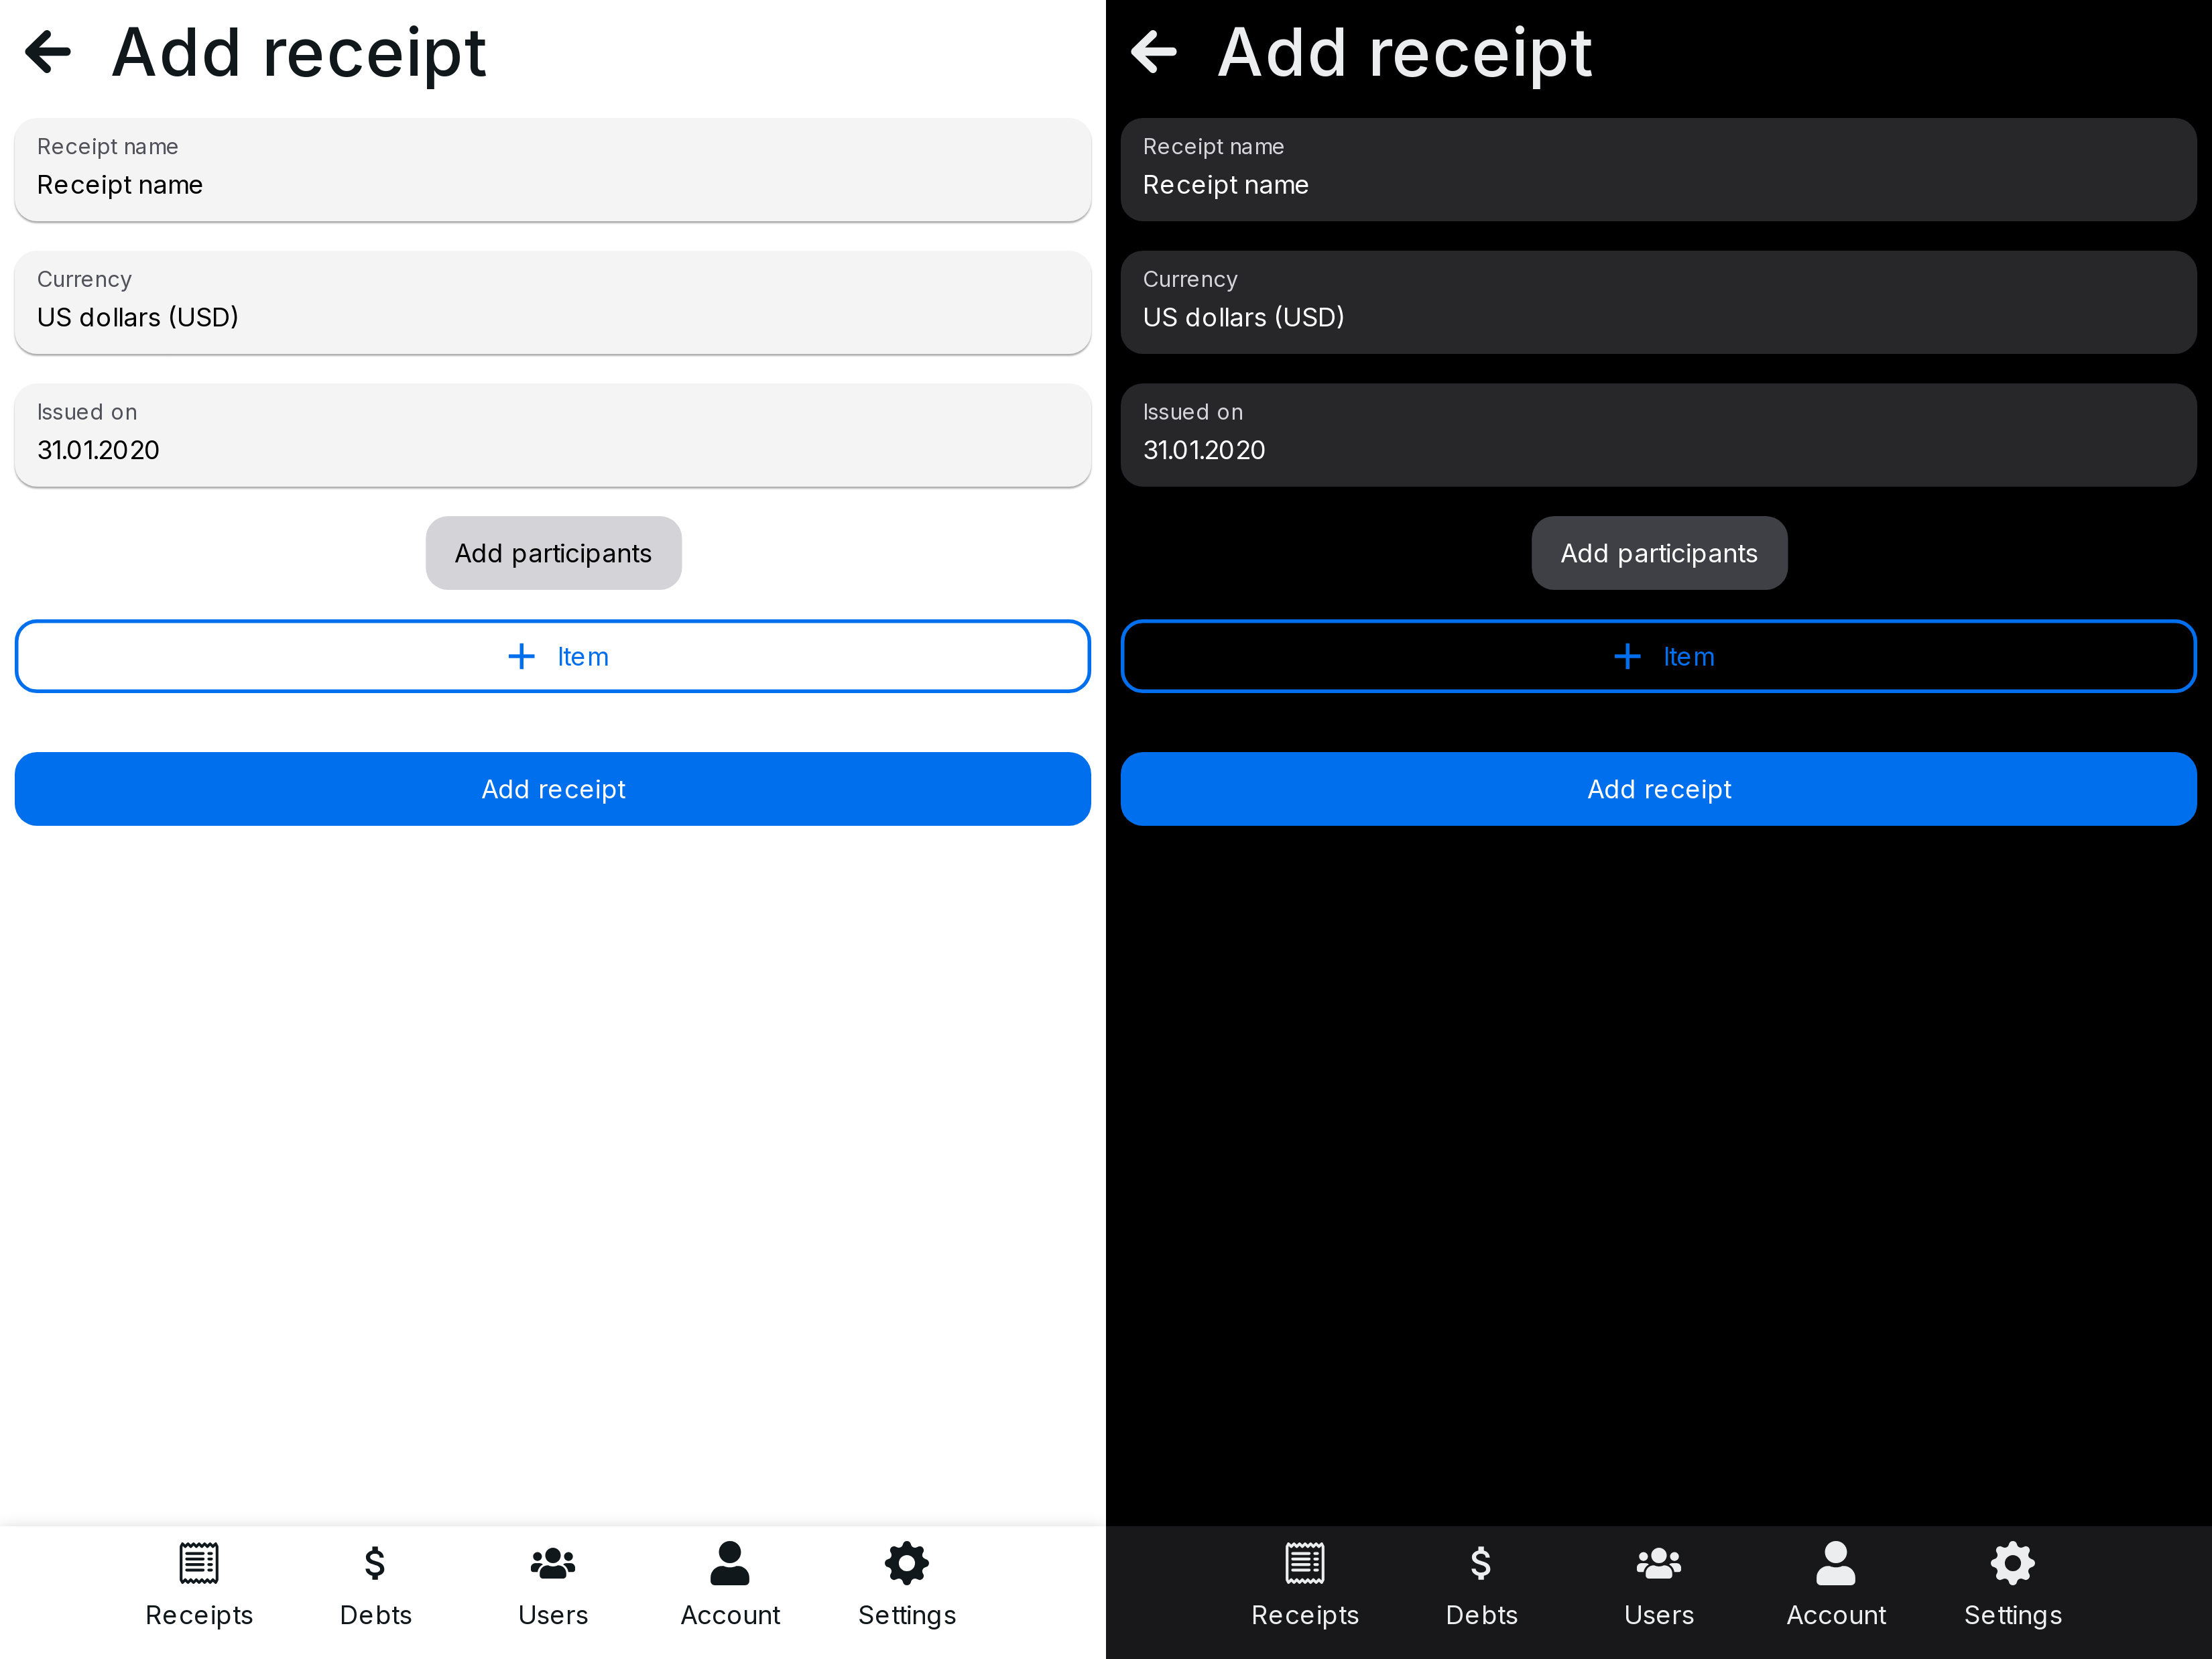 Add receipt
Receipt name
Receipt name
Currency
US dollars (USD)
Issued on
31.01.2020
Add participants
+ Item
Add receipt
Receipts
Debts
Users
Account
Settings
Add receipt
Receipt name
Receipt name
Currency
US dollars (USD)
Issued on
31.01.2020
Add participants
+ Item
Add receipt
Receipts
Debts
Users
Account
Settings